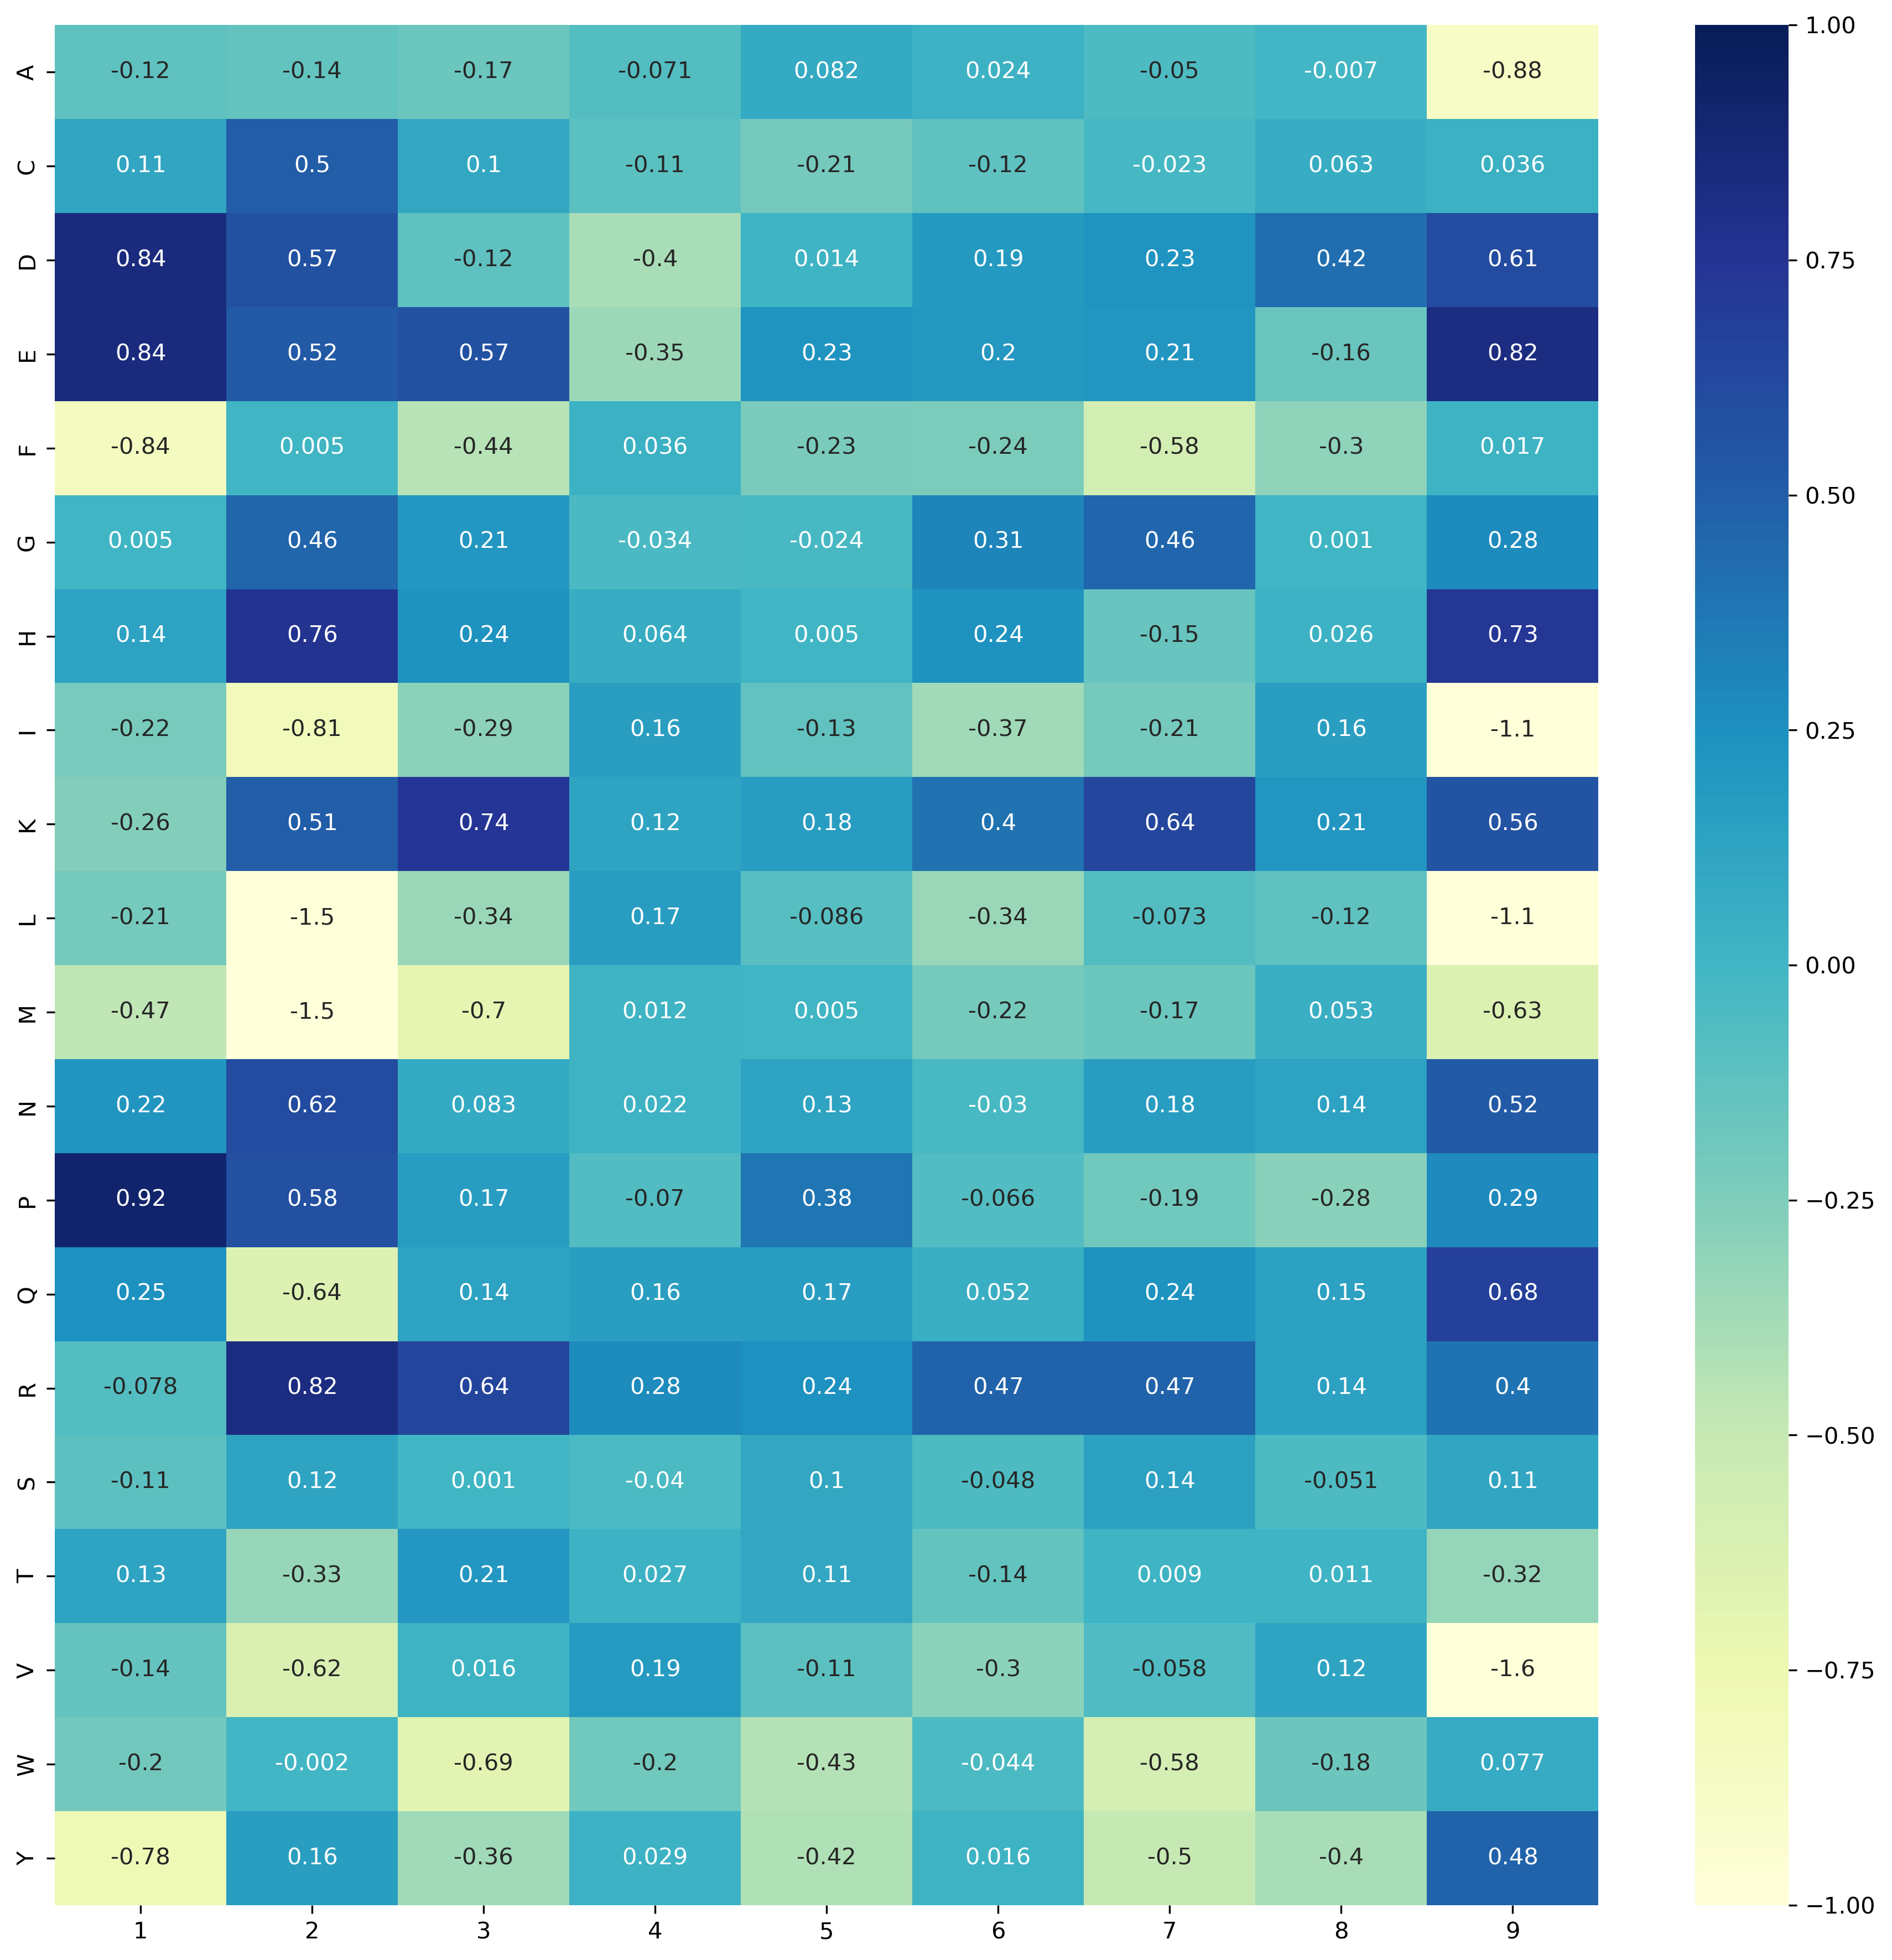 A -0.12 -0.14 -0.17 -0.071 0.082 0.024 -0.05 -0.007 -0.88
C 0.11 0.5 0.1 -0.11 -0.21 -0.12 -0.023 0.063 0.036
D 0.84 0.57 -0.12 -0.4 0.014 0.19 0.23 0.42 0.61
E 0.84 0.52 0.57 -0.35 0.23 0.2 0.21 -0.16 0.82
F -0.84 0.005 -0.44 0.036 -0.23 -0.24 -0.58 -0.3 0.017
G 0.005 0.46 0.21 -0.034 -0.024 0.31 0.46 0.001 0.28
H 0.14 0.76 0.24 0.064 0.005 0.24 -0.15 0.026 0.73
I -0.22 -0.81 -0.29 0.16 -0.13 -0.37 -0.21 0.16 -1.1
K -0.26 0.51 0.74 0.12 0.18 0.4 0.64 0.21 0.56
L -0.21 -1.5 -0.34 0.17 -0.086 -0.34 -0.073 -0.12 -1.1
M -0.47 -1.5 -0.7 0.012 0.005 -0.22 -0.17 0.053 -0.63
N 0.22 0.62 0.083 0.022 0.13 -0.03 0.18 0.14 0.52
P 0.92 0.58 0.17 -0.07 0.38 -0.066 -0.19 -0.28 0.29
Q 0.25 -0.64 0.14 0.16 0.17 0.052 0.24 0.15 0.68
R -0.078 0.82 0.64 0.28 0.24 0.47 0.47 0.14 0.4
S -0.11 0.12 0.001 -0.04 0.1 -0.048 0.14 -0.051 0.11
T 0.13 -0.33 0.21 0.027 0.11 -0.14 0.009 0.011 -0.32
V -0.14 -0.62 0.016 0.19 -0.11 -0.3 -0.058 0.12 -1.6
W -0.2 -0.002 -0.69 -0.2 -0.43 -0.044 -0.58 -0.18 0.077
Y -0.78 0.16 -0.36 0.029 -0.42 0.016 -0.5 -0.4 0.48
1 2 3 4 5 6 7 8 9
1.00
0.75
0.50
0.25
0.00
−0.25
−0.50
−0.75
−1.00